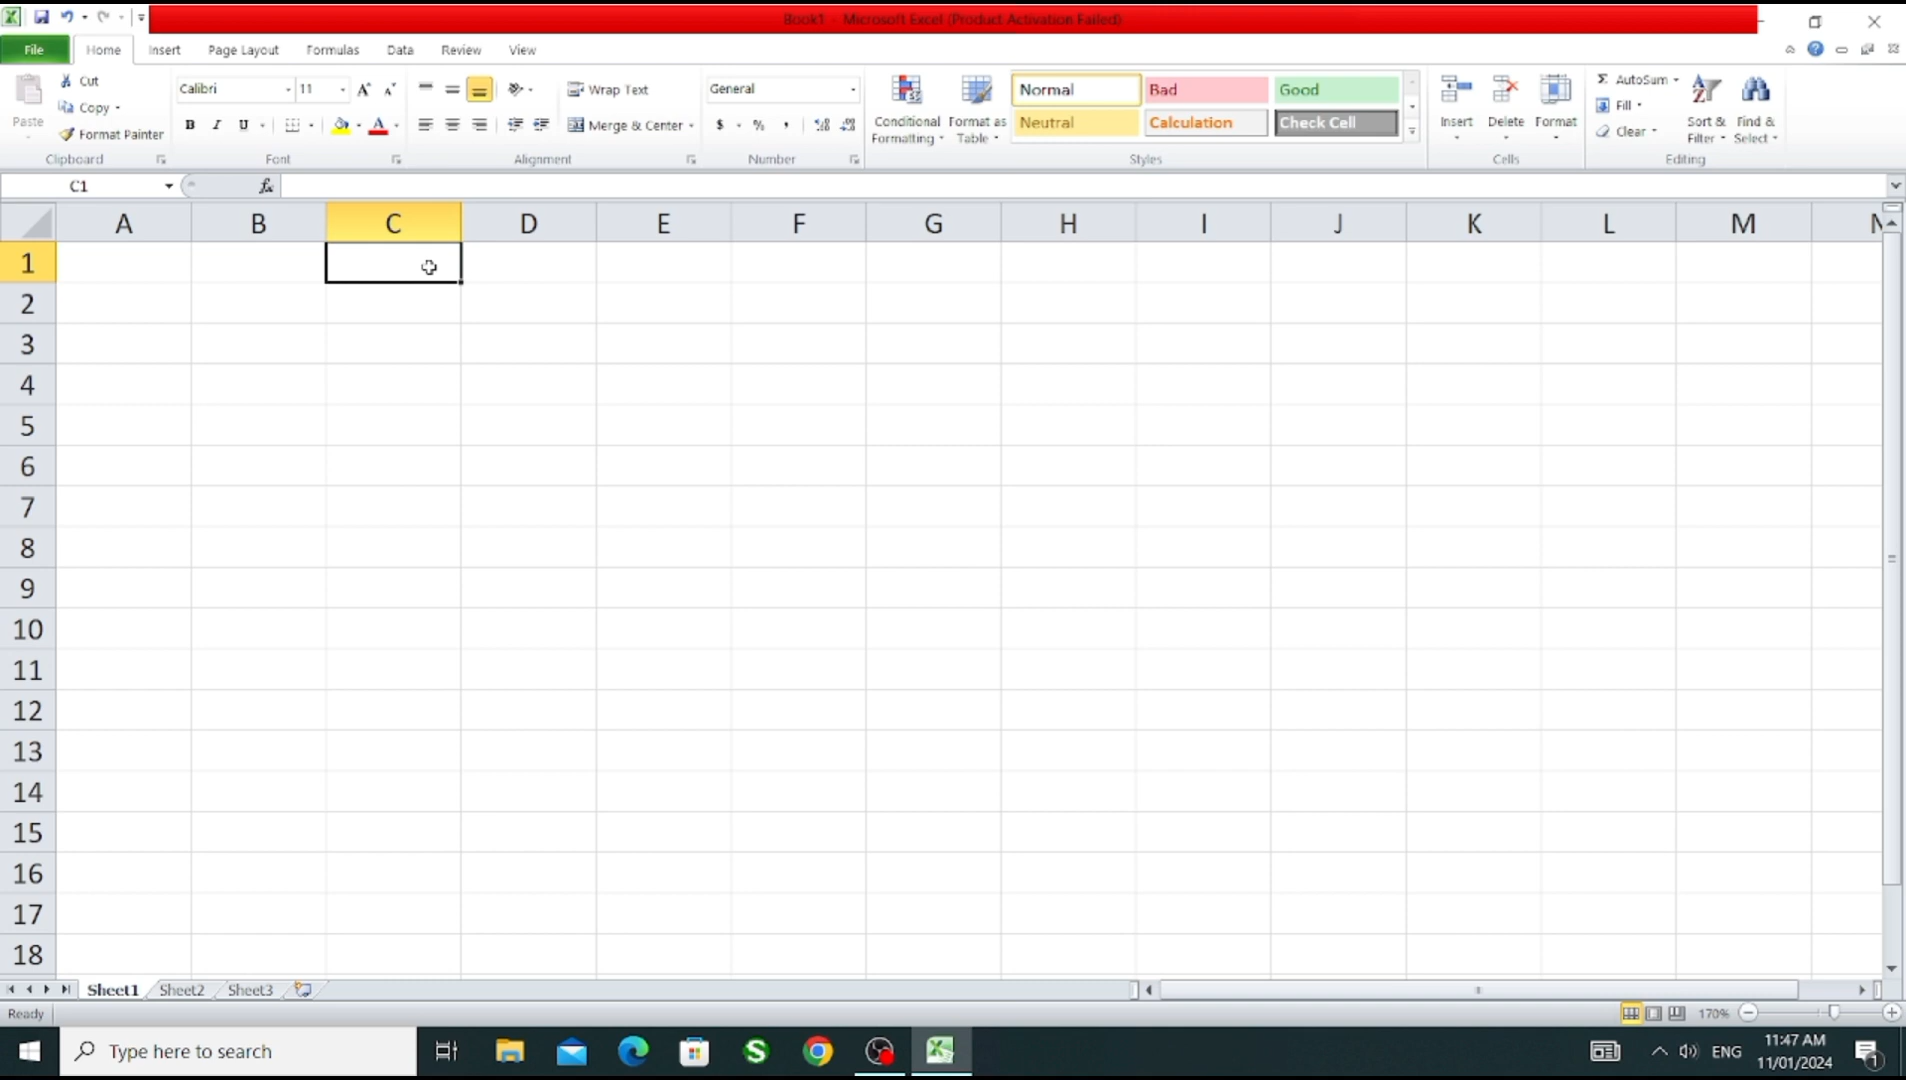 Book1 - Microsoft Excel (Product Activation Failed)
File Home Insert Page Layout Formulas Data Review View
Paste
Cut
Copy
Format Painter
Clipboard
Calibri 11
B I U
Font
Wrap Text
Merge & Center
Alignment
General
$ % ,
Number
Conditional Formatting
Format as Table
Normal Bad Good
Neutral Calculation Check Cell
Styles
Insert Delete Format
Cells
Σ AutoSum
Fill
Clear
Sort & Filter
Find & Select
Editing
C1 fx
A B C D E F G H I J K L M
1
2
3
4
5
6
7
8
9
10
11
12
13
14
15
16
17
18
Sheet1 Sheet2 Sheet3
Ready 170%
Type here to search
ENG
11:47 AM
11/01/2024
1